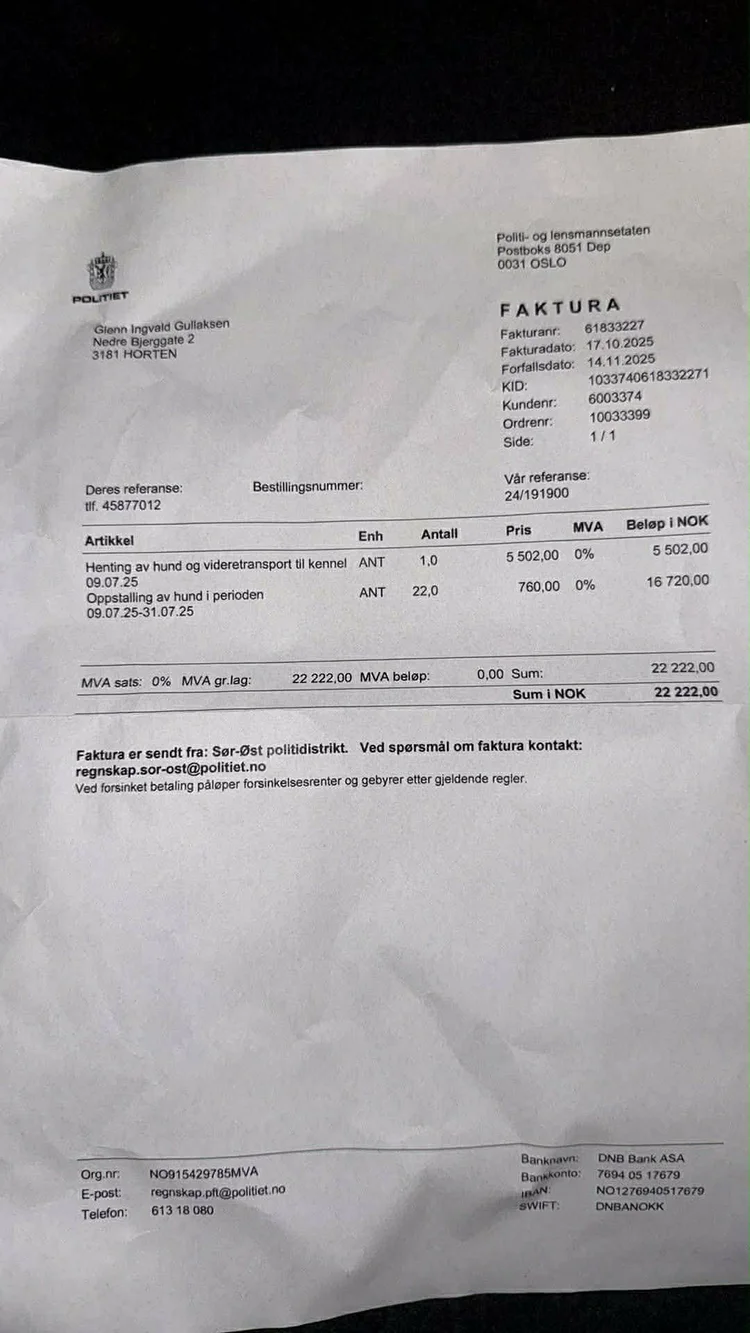 POLITIET
Glenn Ingvald Gullaksen
Nedre Bjerggate 2
3181 HORTEN
Politi- og lensmannsetaten
Postboks 8051 Dep
0031 OSLO
FAKTURA
Fakturanr: 61833227
Fakturadato: 17.10.2025
Forfallsdato: 14.11.2025
KID: 1033740618332271
Kundenr: 6003374
Ordrenr: 10033399
Side: 1 / 1
Deres referanse: Bestillingsnummer: Vår referanse:
tlf. 45877012 24/191900
Artikkel Enh Antall Pris MVA Beløp i NOK
Henting av hund og videretransport til kennel ANT 1,0 5 502,00 0% 5 502,00
09.07.25
Oppstalling av hund i perioden ANT 22,0 760,00 0% 16 720,00
09.07.25-31.07.25
MVA sats: 0% MVA gr.lag: 22 222,00 MVA beløp: 0,00 Sum: 22 222,00
Sum i NOK 22 222,00
Faktura er sendt fra: Sør-Øst politidistrikt. Ved spørsmål om faktura kontakt:
regnskap.sor-ost@politiet.no
Ved forsinket betaling påløper forsinkelsesrenter og gebyrer etter gjeldende regler.
Org.nr: NO915429785MVA
E-post: regnskap.pft@politiet.no
Telefon: 613 18 080
Banknavn: DNB Bank ASA
Bankkonto: 7694 05 17679
IBAN: NO1276940517679
SWIFT: DNBANOKK